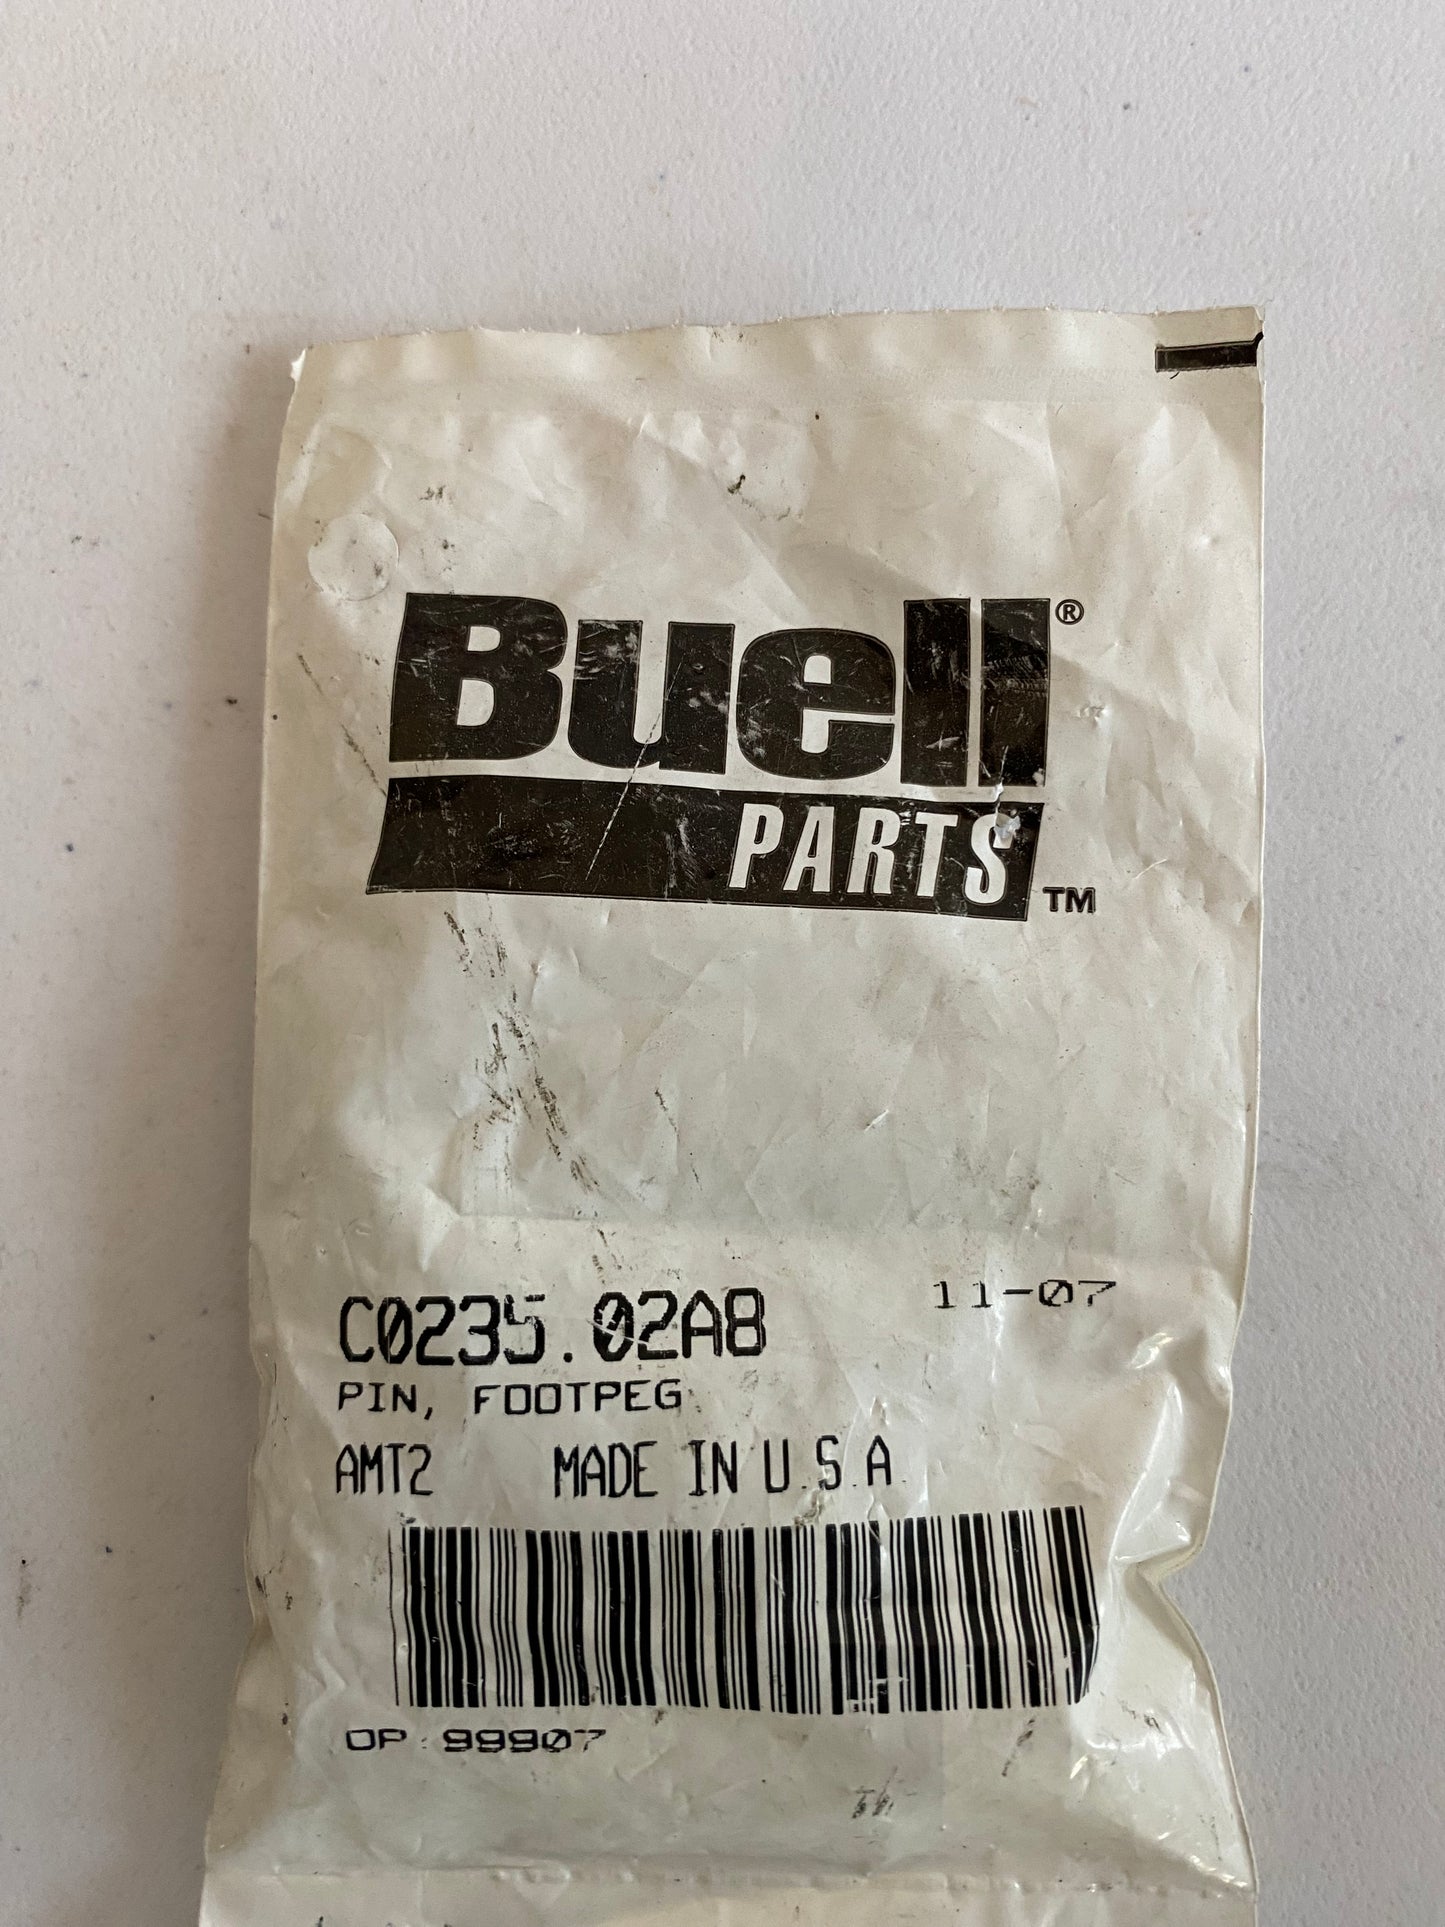 Buell®
PARTS™
11-07
C0235.02A8
PIN, FOOTPEG
AMT2 MADE IN U.S.A.
OP: 99907